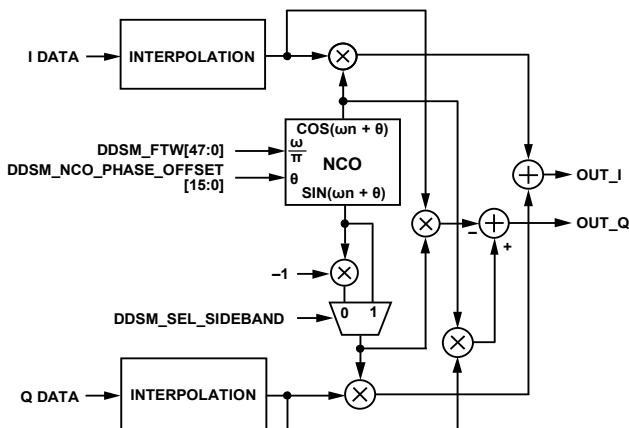 I DATA
INTERPOLATION
COS(ωn + θ)
DDSM_FTW[47:0]
ω
π
NCO
DDSM_NCO_PHASE_OFFSET
[15:0]
θ
SIN(ωn + θ)
OUT_I
OUT_Q
–
+
–1
0 1
DDSM_SEL_SIDEBAND
Q DATA
INTERPOLATION